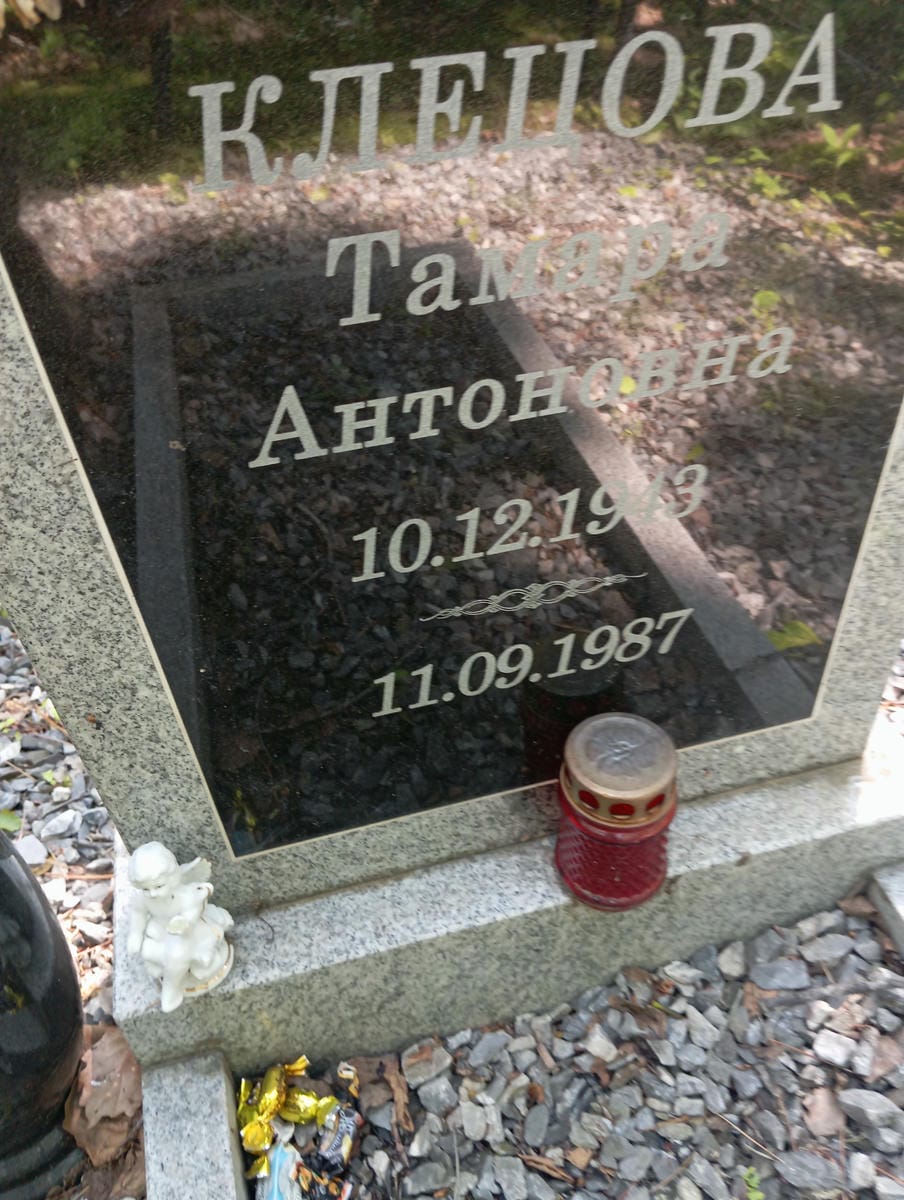 КЛЕЦОВА
Тамара
Антоновна
10.12.1943
11.09.1987